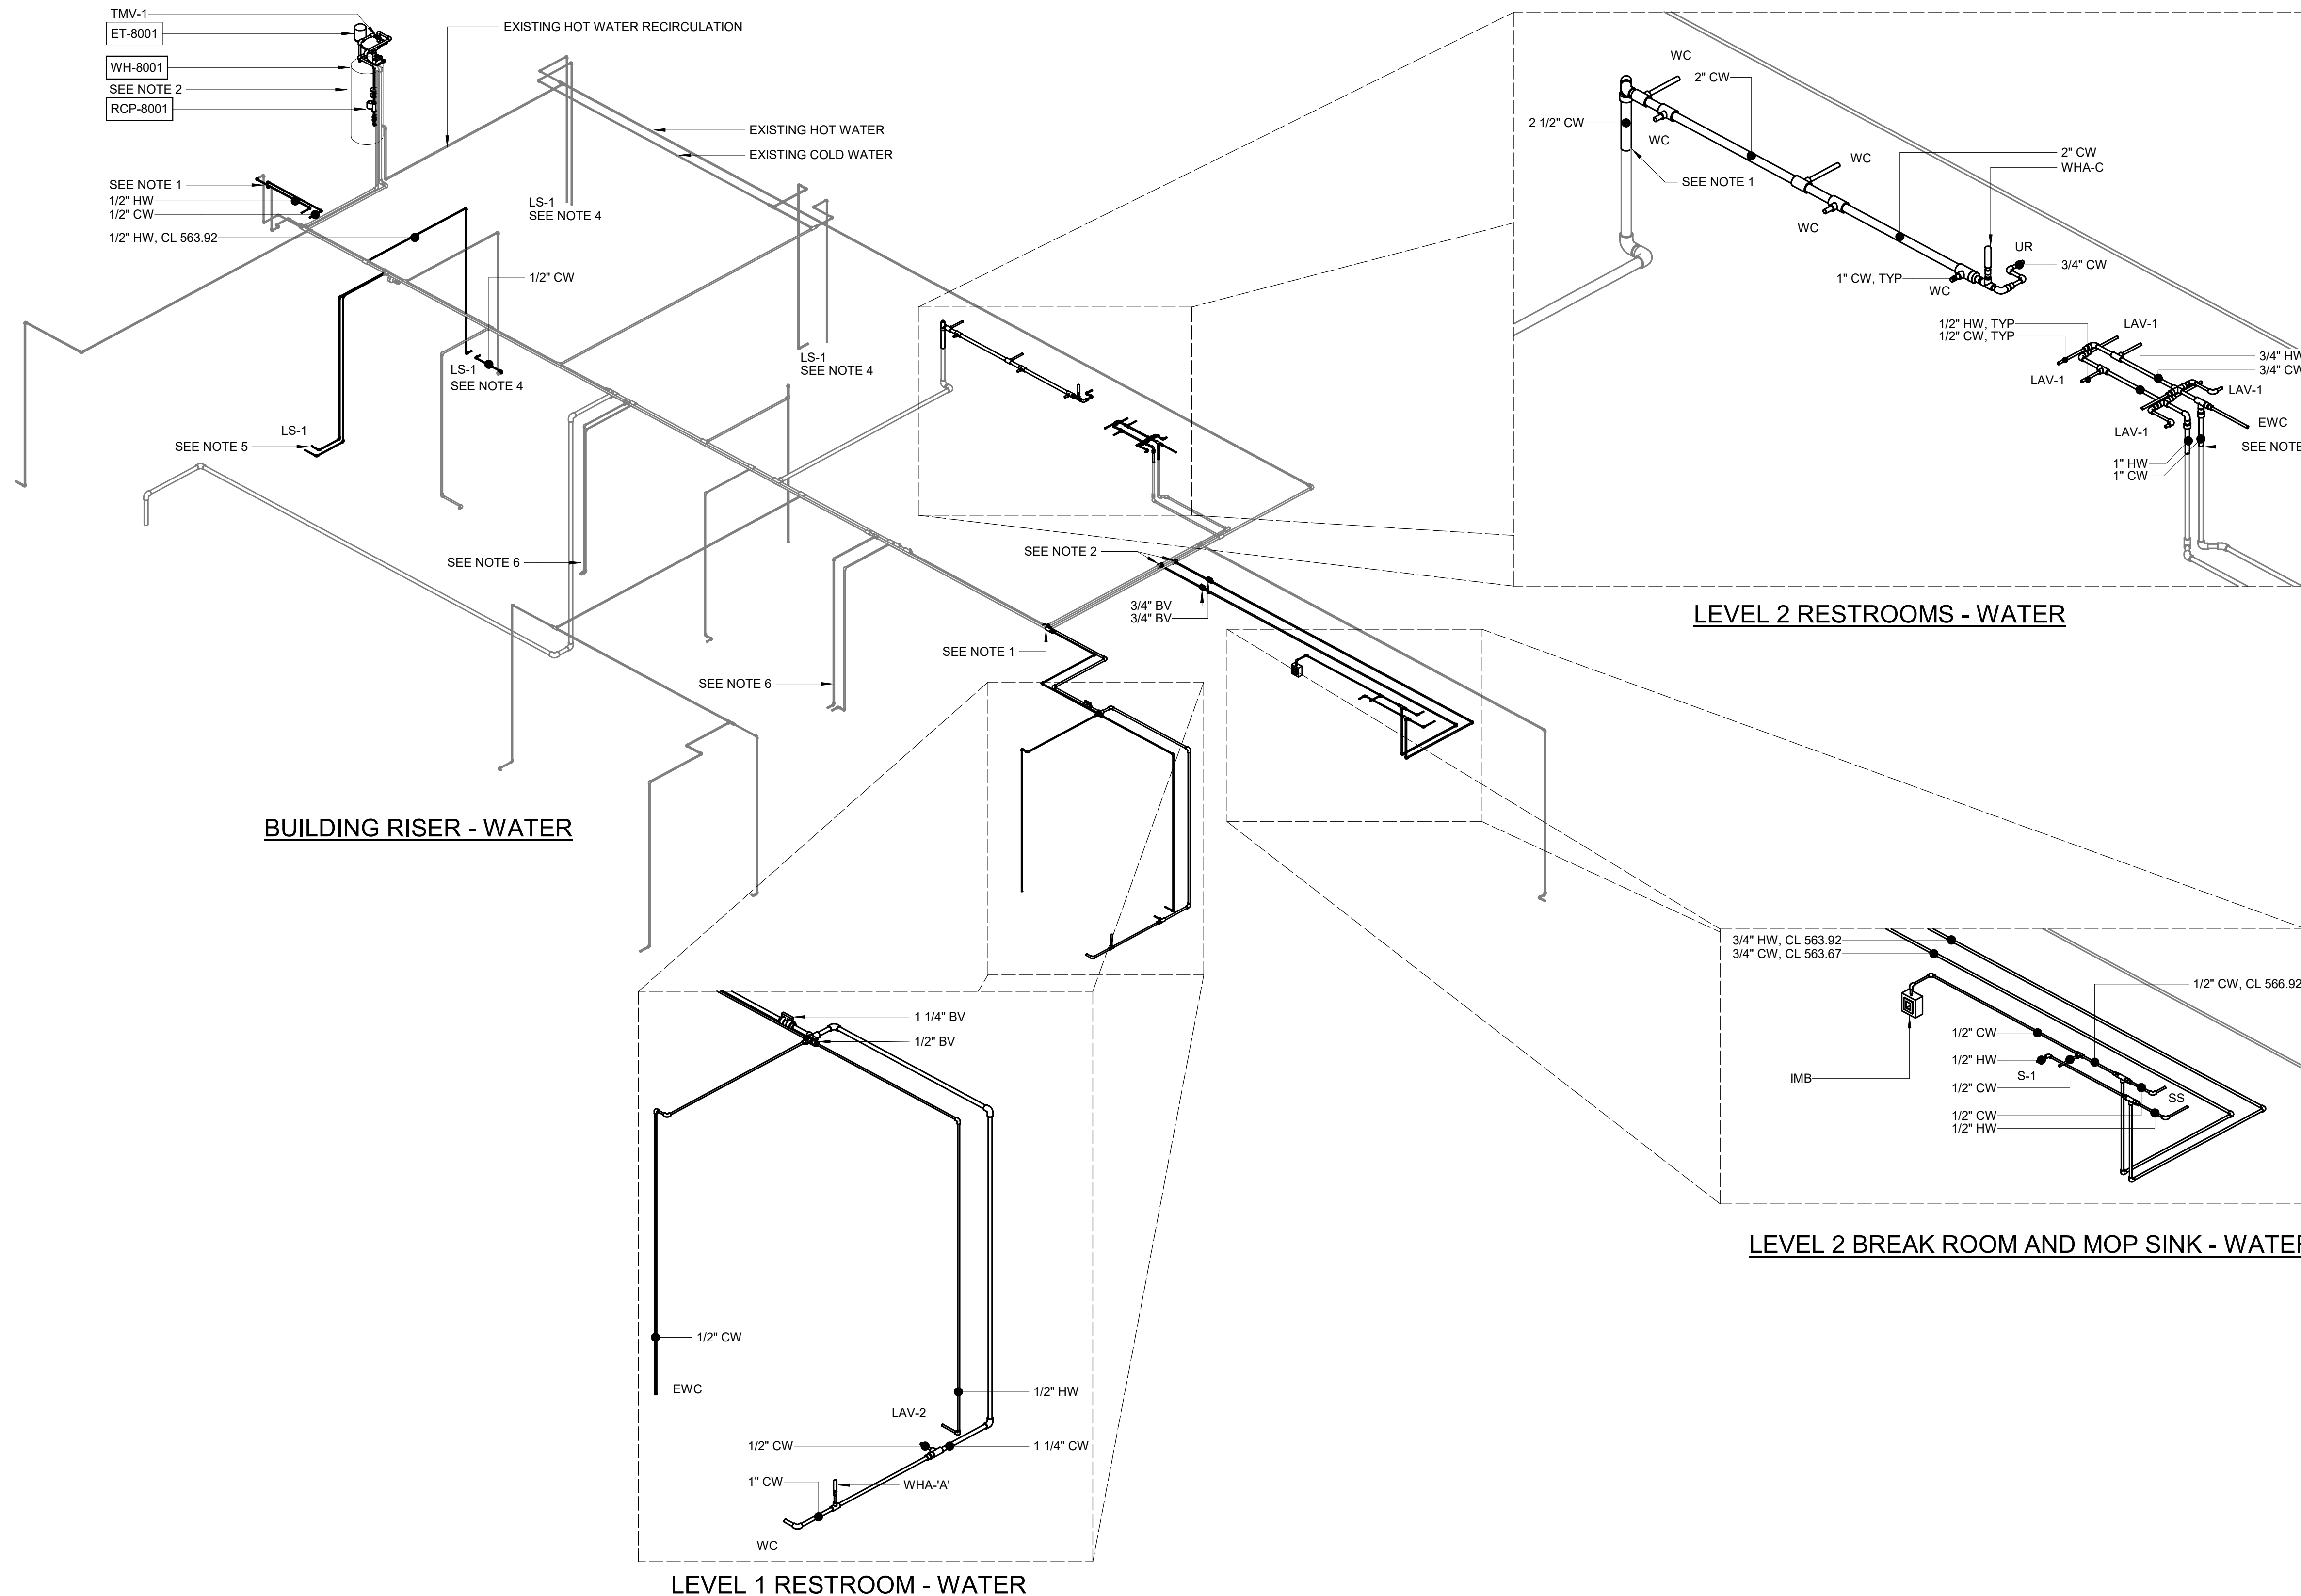 TMV-1
ET-8001
WH-8001
SEE NOTE 2
RCP-8001
EXISTING HOT WATER RECIRCULATION
EXISTING HOT WATER
EXISTING COLD WATER
SEE NOTE 1
1/2" HW
1/2" CW
1/2" HW, CL 563.92
LS-1
SEE NOTE 4
1/2" CW
LS-1
SEE NOTE 4
LS-1
SEE NOTE 4
LS-1
SEE NOTE 5
SEE NOTE 6
SEE NOTE 2
3/4" BV
3/4" BV
SEE NOTE 1
SEE NOTE 6
BUILDING RISER - WATER
WC
2" CW
2 1/2" CW
WC
SEE NOTE 1
WC
WC
2" CW
WHA-C
UR
3/4" CW
1" CW, TYP
WC
1/2" HW, TYP
1/2" CW, TYP
LAV-1
3/4" HW
3/4" CW
LAV-1
LAV-1
EWC
LAV-1
SEE NOTE
1" HW
1" CW
LEVEL 2 RESTROOMS - WATER
3/4" HW, CL 563.92
3/4" CW, CL 563.67
1/2" CW, CL 566.92
1/2" CW
1/2" HW
S-1
IMB
1/2" CW
SS
1/2" CW
1/2" HW
LEVEL 2 BREAK ROOM AND MOP SINK - WATER
1 1/4" BV
1/2" BV
1/2" CW
EWC
1/2" HW
LAV-2
1/2" CW
1 1/4" CW
1" CW
WHA-'A'
WC
LEVEL 1 RESTROOM - WATER